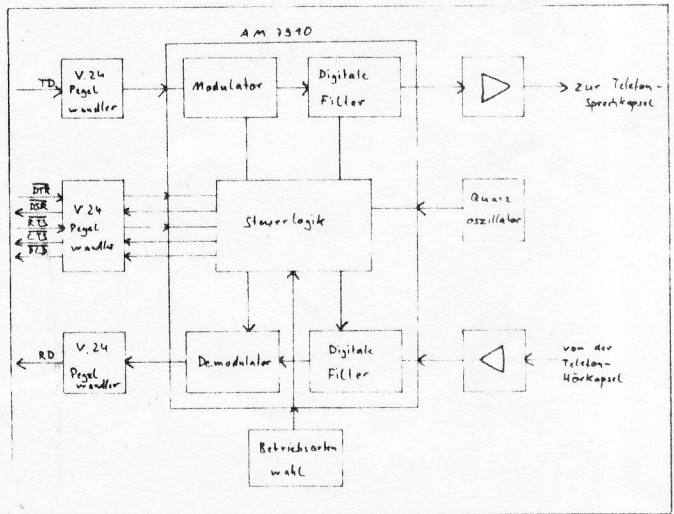 AM 7910
TD
V.24
Pegel
wandler
Modulator
Digitale
Filter
zur Telefon-
Sprechkapsel
DTR
DSR
RTS
CTS
DCD
V.24
Pegel
wandler
Steuerlogik
Quarz
oszillator
RD
V.24
Pegel
wandler
Demodulator
Digitale
Filter
von der
Telefon-
Hörkapsel
Betriebsarten
wahl